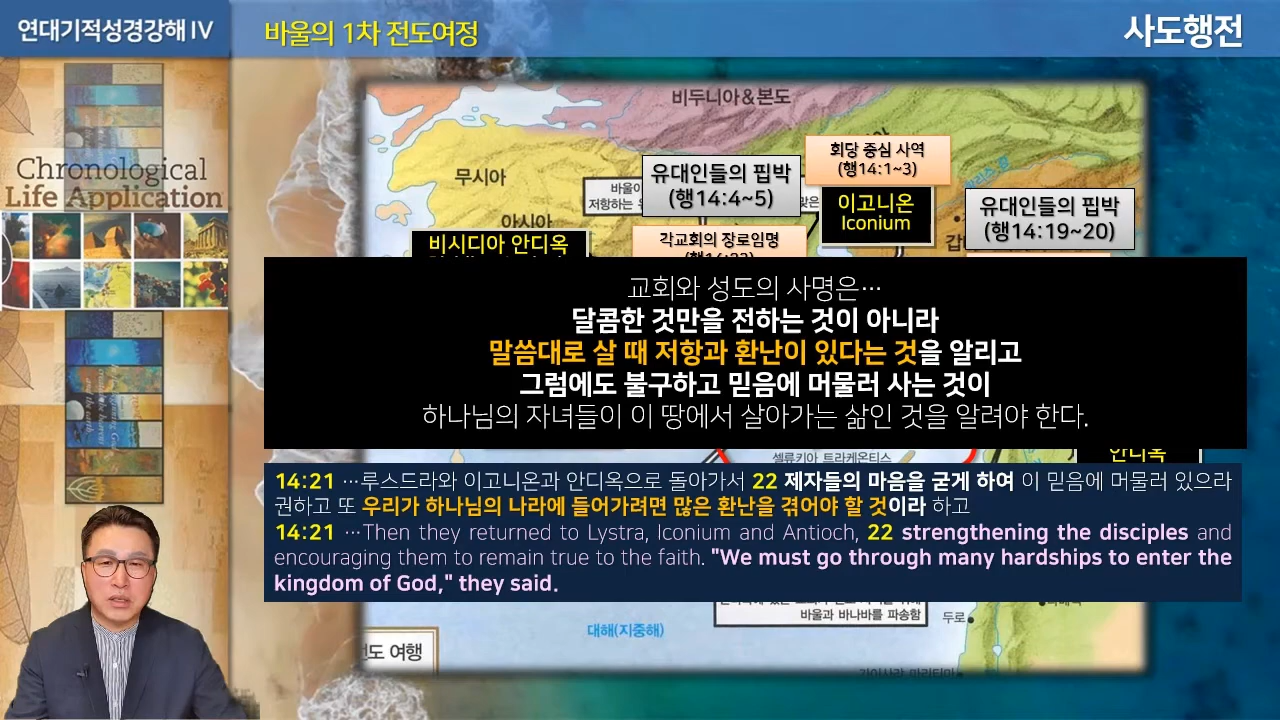 연대기적성경강해 IV
바울의 1차 전도여정
사도행전
Chronological
Life Application
비두니아&본도
무시아
아시아
유대인들의 핍박
(행14:4~5)
회당 중심 사역
(행14:1~3)
이고니온
Iconium
유대인들의 핍박
(행14:19~20)
비시디아 안디옥
각교회의 장로임명
교회와 성도의 사명은…
달콤한 것만을 전하는 것이 아니라
말씀대로 살 때 저항과 환난이 있다는 것을 알리고
그럼에도 불구하고 믿음에 머물러 사는 것이
하나님의 자녀들이 이 땅에서 살아가는 삶인 것을 알려야 한다.
셀류키아 트라케온티스
안디옥
14:21 …루스드라와 이고니온과 안디옥으로 돌아가서 22 제자들의 마음을 굳게 하여 이 믿음에 머물러 있으라
권하고 또 우리가 하나님의 나라에 들어가려면 많은 환난을 겪어야 할 것이라 하고
14:21 …Then they returned to Lystra, Iconium and Antioch, 22 strengthening the disciples and
encouraging them to remain true to the faith. "We must go through many hardships to enter the
kingdom of God," they said.
바울과 바나바를 파송함
두로
대해(지중해)
전도 여행